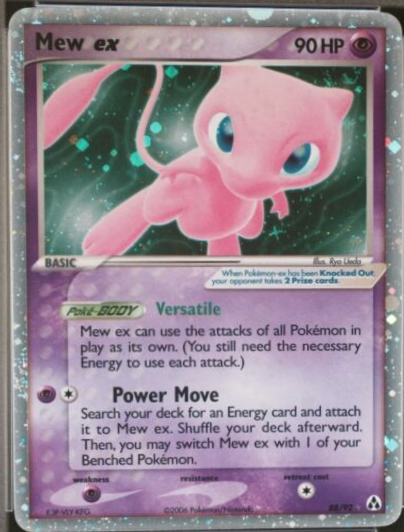 Mew ex 90 HP
BASIC
Illus. Ryo Ueda
When Pokémon-ex has been Knocked Out,
your opponent takes 2 Prize cards.
Poké-BODY Versatile
Mew ex can use the attacks of all Pokémon in
play as its own. (You still need the necessary
Energy to use each attack.)
Power Move
Search your deck for an Energy card and attach
it to Mew ex. Shuffle your deck afterward.
Then, you may switch Mew ex with 1 of your
Benched Pokémon.
weakness resistance retreat cost
©2006 Pokémon/Nintendo 88/92